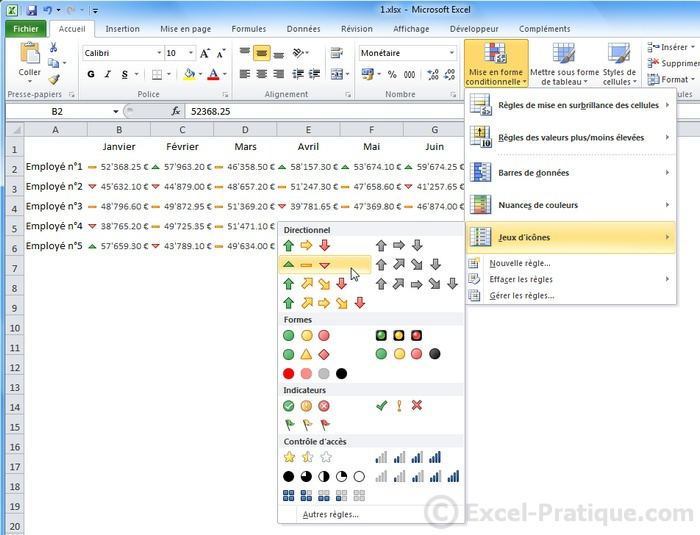 1.xlsx - Microsoft Excel
Fichier Accueil Insertion Mise en page Formules Données Révision Affichage Développeur Compléments
Coller
Calibri 10
G I S
Monétaire
% 000
Mise en forme conditionnelle
Mettre sous forme de tableau
Styles de cellules
Insérer
Supprimer
Format
Presse-papiers Police Alignement Nombre
B2 fx 52368.25
A B C D E F G
1 Janvier Février Mars Avril Mai Juin
2 Employé n°1 52'368.25 € 57'963.20 € 46'358.50 € 58'157.30 € 53'674.10 € 59'674.25 €
3 Employé n°2 45'632.10 € 44'879.00 € 48'657.20 € 51'247.30 € 47'658.60 € 41'257.65 €
4 Employé n°3 48'796.60 € 49'872.95 € 51'369.20 € 39'781.65 € 46'874.80 € 46'874.00 €
5 Employé n°4 38'765.20 € 49'725.35 € 51'471.10 €
6 Employé n°5 57'659.30 € 43'789.10 € 49'634.00 €
7
8
9
10
11
12
13
14
15
16
17
18
19
20
Règles de mise en surbrillance des cellules
Règles des valeurs plus/moins élevées
Barres de données
Nuances de couleurs
Jeux d'icônes
Nouvelle règle...
Effacer les règles
Gérer les règles...
Directionnel
Formes
Indicateurs
Contrôle d'accès
Autres règles...
© Excel-Pratique.com